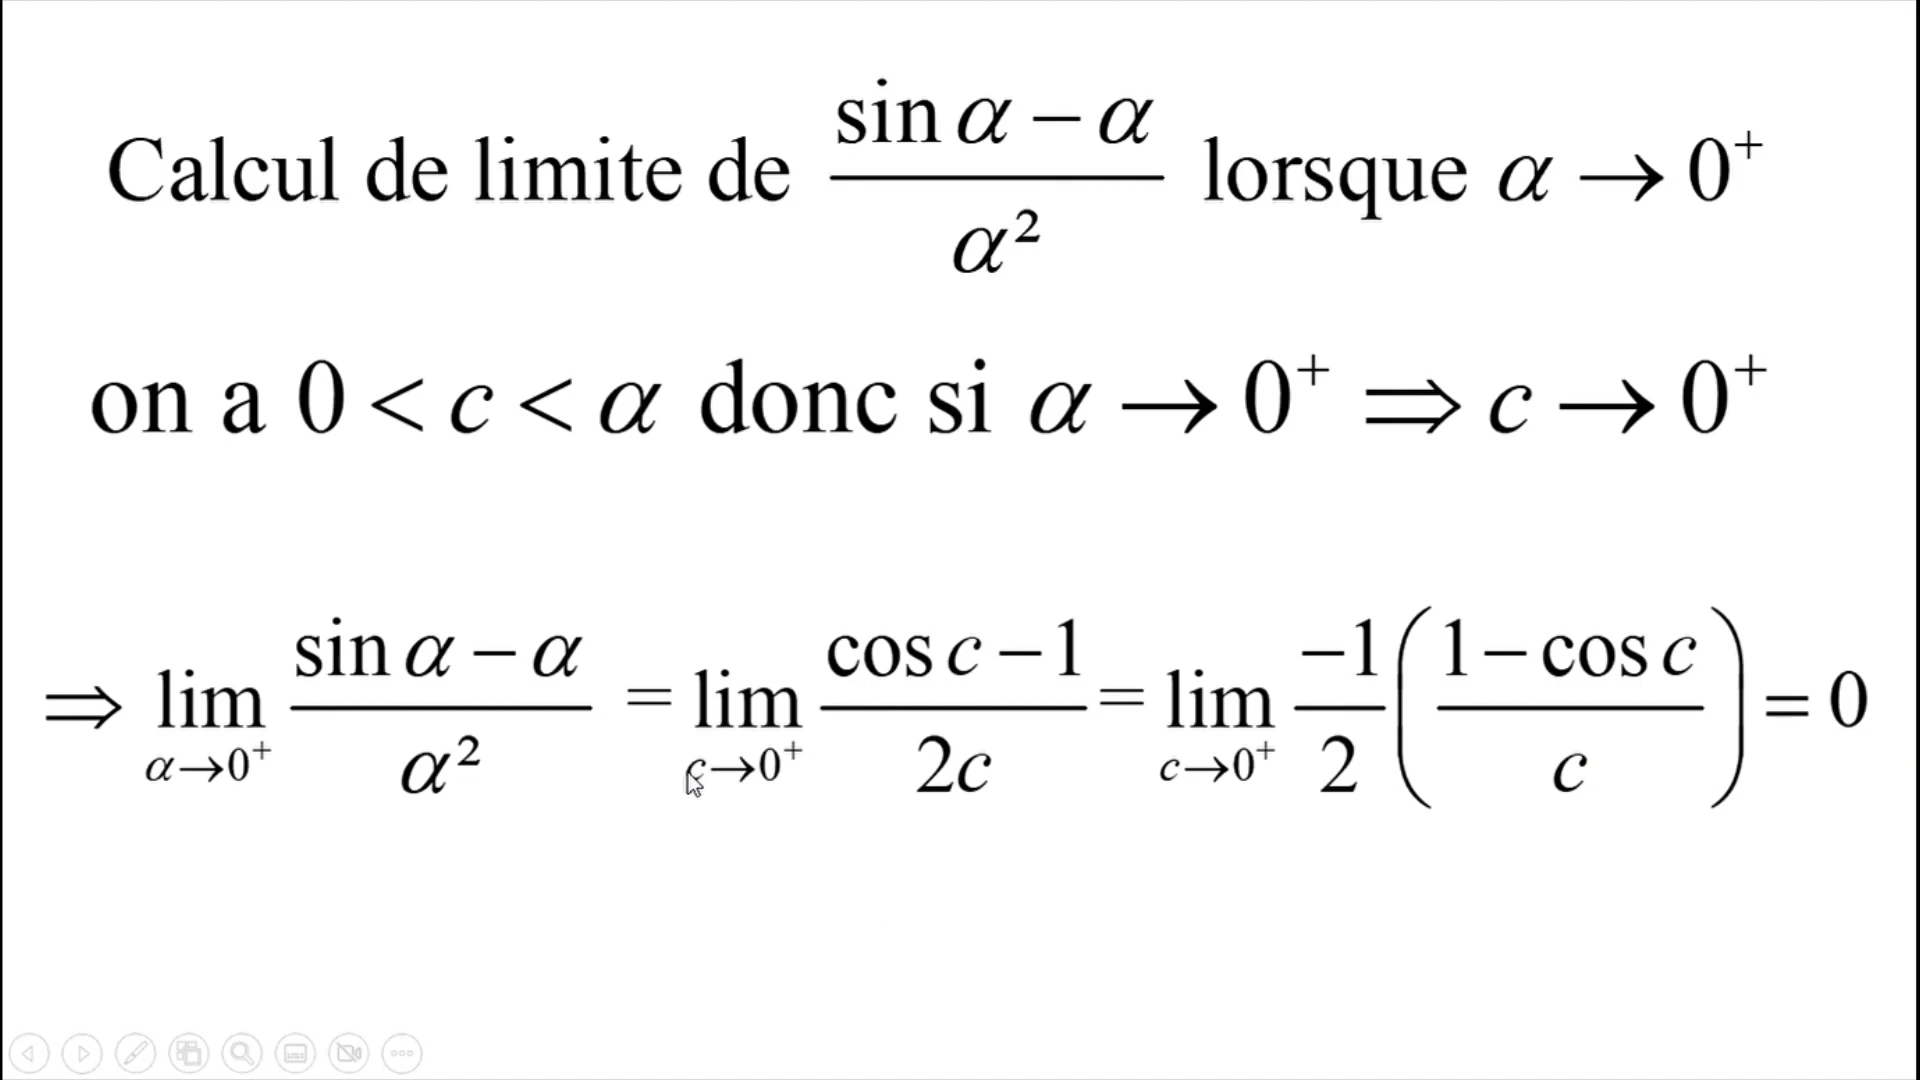 Calcul de limite de (sin α − α)/α² lorsque α → 0⁺
on a 0 < c < α donc si α → 0⁺ ⇒ c → 0⁺
⇒ lim_{α→0⁺} (sin α − α)/α² = lim_{c→0⁺} (cos c − 1)/2c = lim_{c→0⁺} −1/2 ((1 − cos c)/c) = 0